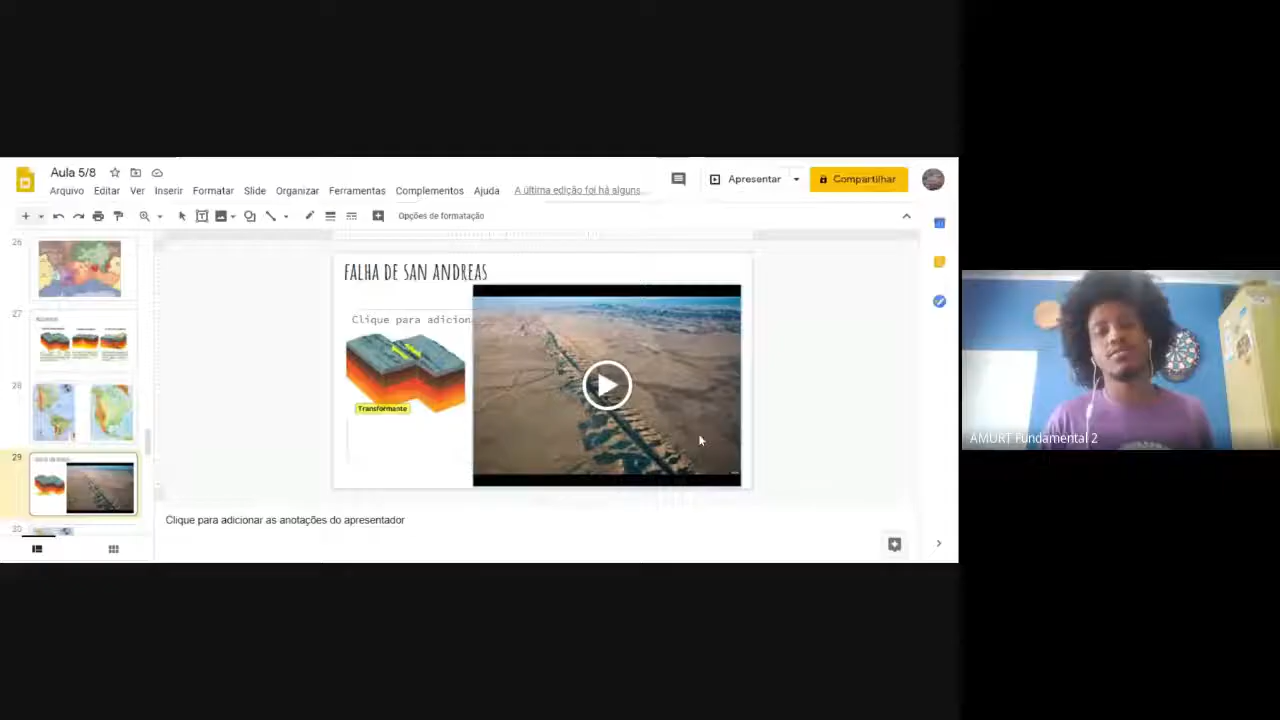 Aula 5/8
Arquivo Editar Ver Inserir Formatar Slide Organizar Ferramentas Complementos Ajuda A última edição foi há alguns...
Apresentar
Compartilhar
Opções de formatação
26
27
28
29
30
FALHA DE SAN ANDREAS
Clique para adiciona
Transformante
Clique para adicionar as anotações do apresentador
AMURT Fundamental 2